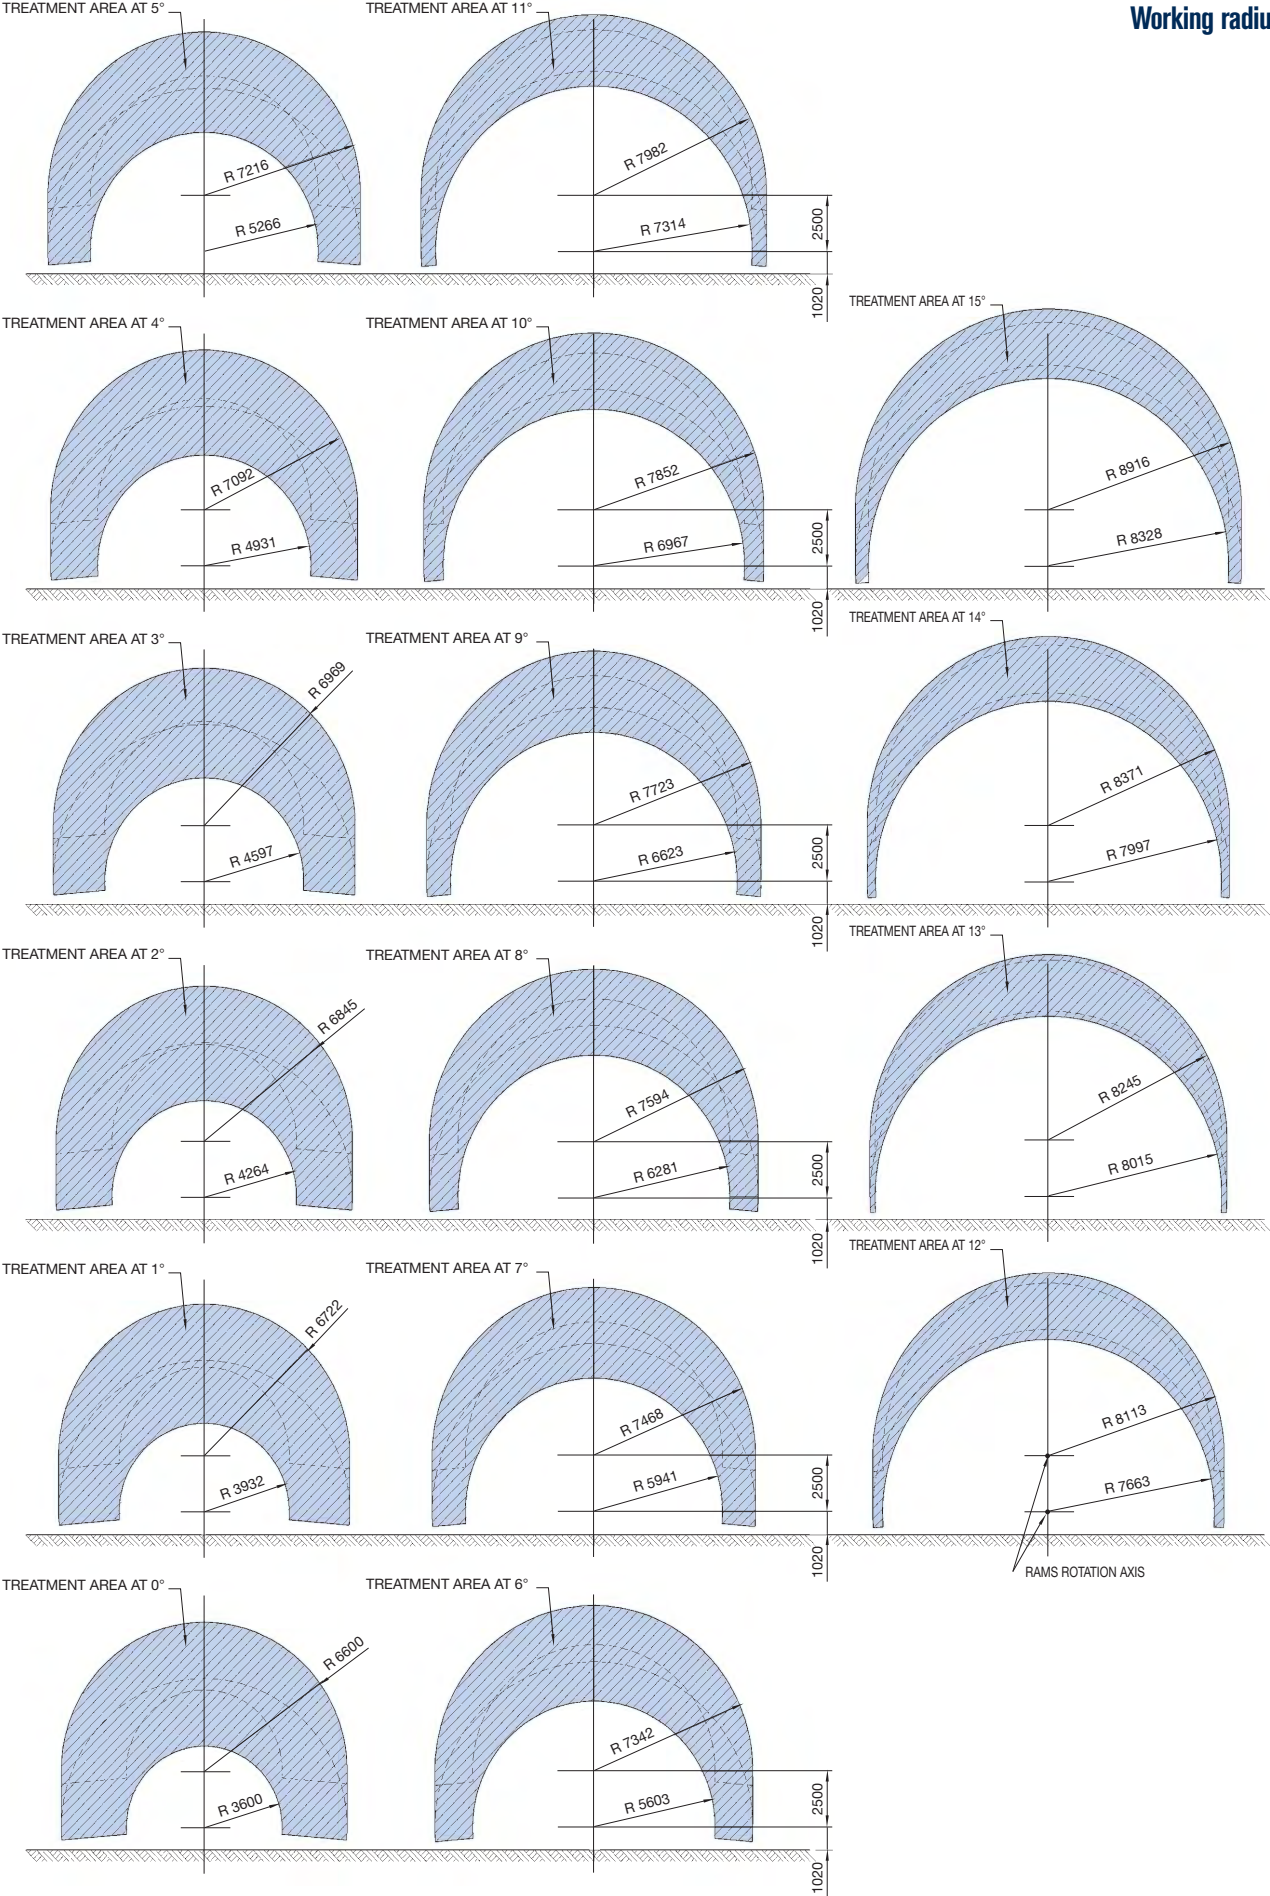 Working radiu
TREATMENT AREA AT 5°
R 7216
R 5266
TREATMENT AREA AT 11°
R 7982
R 7314
2500
1020
TREATMENT AREA AT 4°
R 7092
R 4931
TREATMENT AREA AT 10°
R 7852
R 6967
2500
1020
TREATMENT AREA AT 15°
R 8916
R 8328
TREATMENT AREA AT 3°
R 6969
R 4597
TREATMENT AREA AT 9°
R 7723
R 6623
2500
1020
TREATMENT AREA AT 14°
R 8371
R 7997
TREATMENT AREA AT 2°
R 6845
R 4264
TREATMENT AREA AT 8°
R 7594
R 6281
2500
1020
TREATMENT AREA AT 13°
R 8245
R 8015
TREATMENT AREA AT 1°
R 6722
R 3932
TREATMENT AREA AT 7°
R 7468
R 5941
2500
1020
TREATMENT AREA AT 12°
R 8113
R 7663
RAMS ROTATION AXIS
TREATMENT AREA AT 0°
R 6600
R 3600
TREATMENT AREA AT 6°
R 7342
R 5603
2500
1020